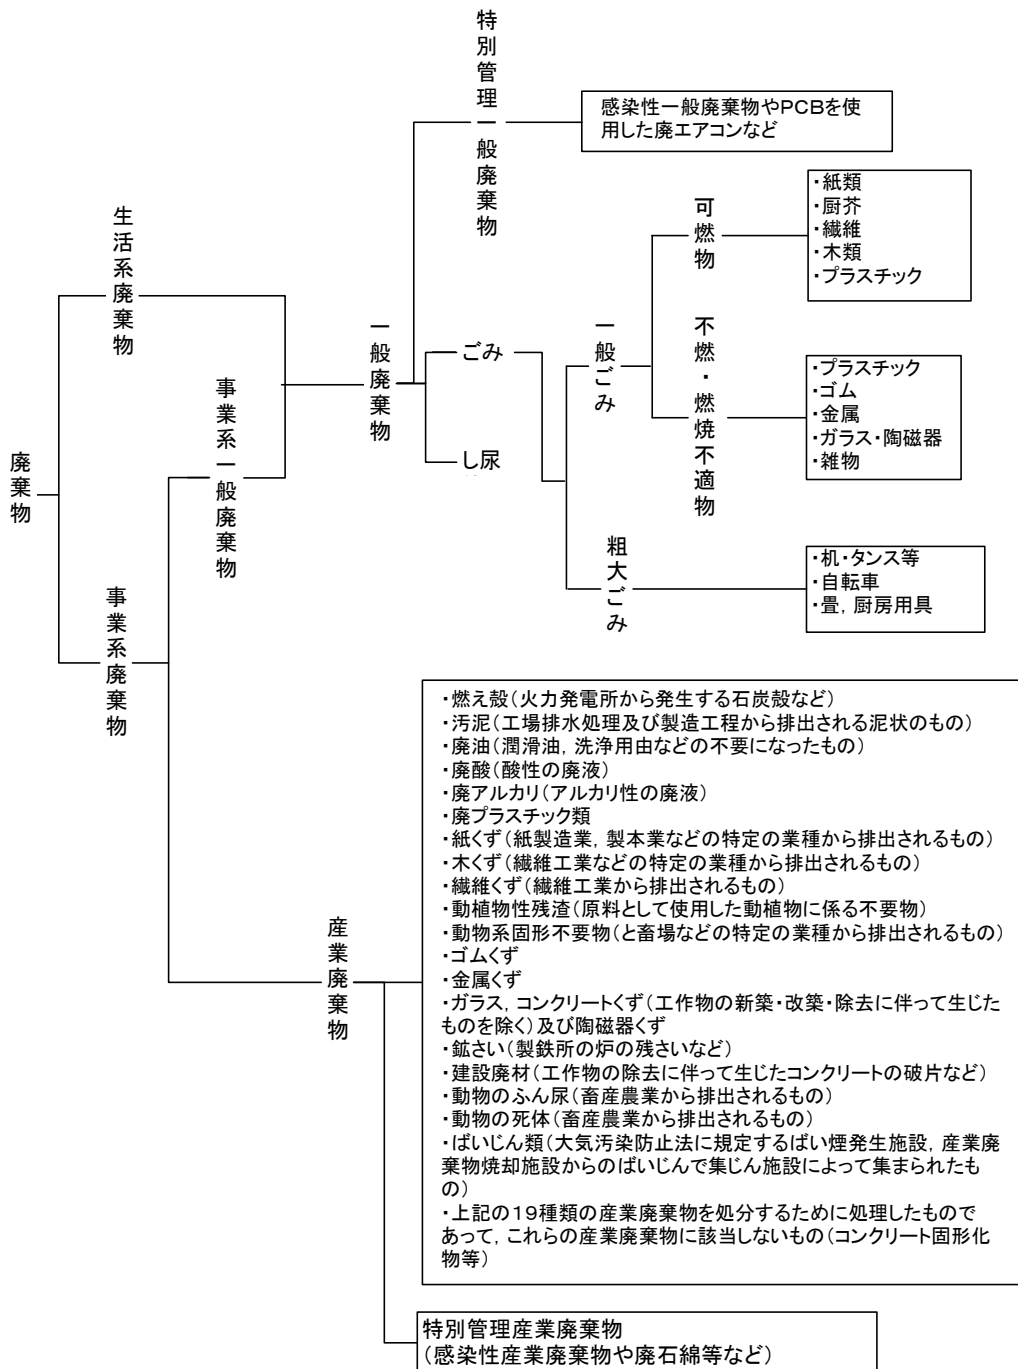 特別管理一般廃棄物
感染性一般廃棄物やPCBを使
用した廃エアコンなど
生活系廃棄物
可燃物
・紙類
・厨芥
・繊維
・木類
・プラスチック
一般廃棄物
ごみ
一般ごみ
不燃・燃焼不適物
・プラスチック
・ゴム
・金属
・ガラス・陶磁器
・雑物
事業系一般廃棄物
し尿
廃棄物
粗大ごみ
・机・タンス等
・自転車
・畳,厨房用具
事業系廃棄物
産業廃棄物
・燃え殻(火力発電所から発生する石炭殻など)
・汚泥(工場排水処理及び製造工程から排出される泥状のもの)
・廃油(潤滑油,洗浄用由などの不要になったもの)
・廃酸(酸性の廃液)
・廃アルカリ(アルカリ性の廃液)
・廃プラスチック類
・紙くず(紙製造業,製本業などの特定の業種から排出されるもの)
・木くず(繊維工業などの特定の業種から排出されるもの)
・繊維くず(繊維工業から排出されるもの)
・動植物性残渣(原料として使用した動植物に係る不要物)
・動物系固形不要物(と畜場などの特定の業種から排出されるもの)
・ゴムくず
・金属くず
・ガラス,コンクリートくず(工作物の新築・改築・除去に伴って生じた
ものを除く)及び陶磁器くず
・鉱さい(製鉄所の炉の残さいなど)
・建設廃材(工作物の除去に伴って生じたコンクリートの破片など)
・動物のふん尿(畜産農業から排出されるもの)
・動物の死体(畜産農業から排出されるもの)
・ばいじん類(大気汚染防止法に規定するばい煙発生施設,産業廃
棄物焼却施設からのばいじんで集じん施設によって集まられたも
の)
・上記の19種類の産業廃棄物を処分するために処理したもので
あって,これらの産業廃棄物に該当しないもの(コンクリート固形化
物等)
特別管理産業廃棄物
(感染性産業廃棄物や廃石綿等など)